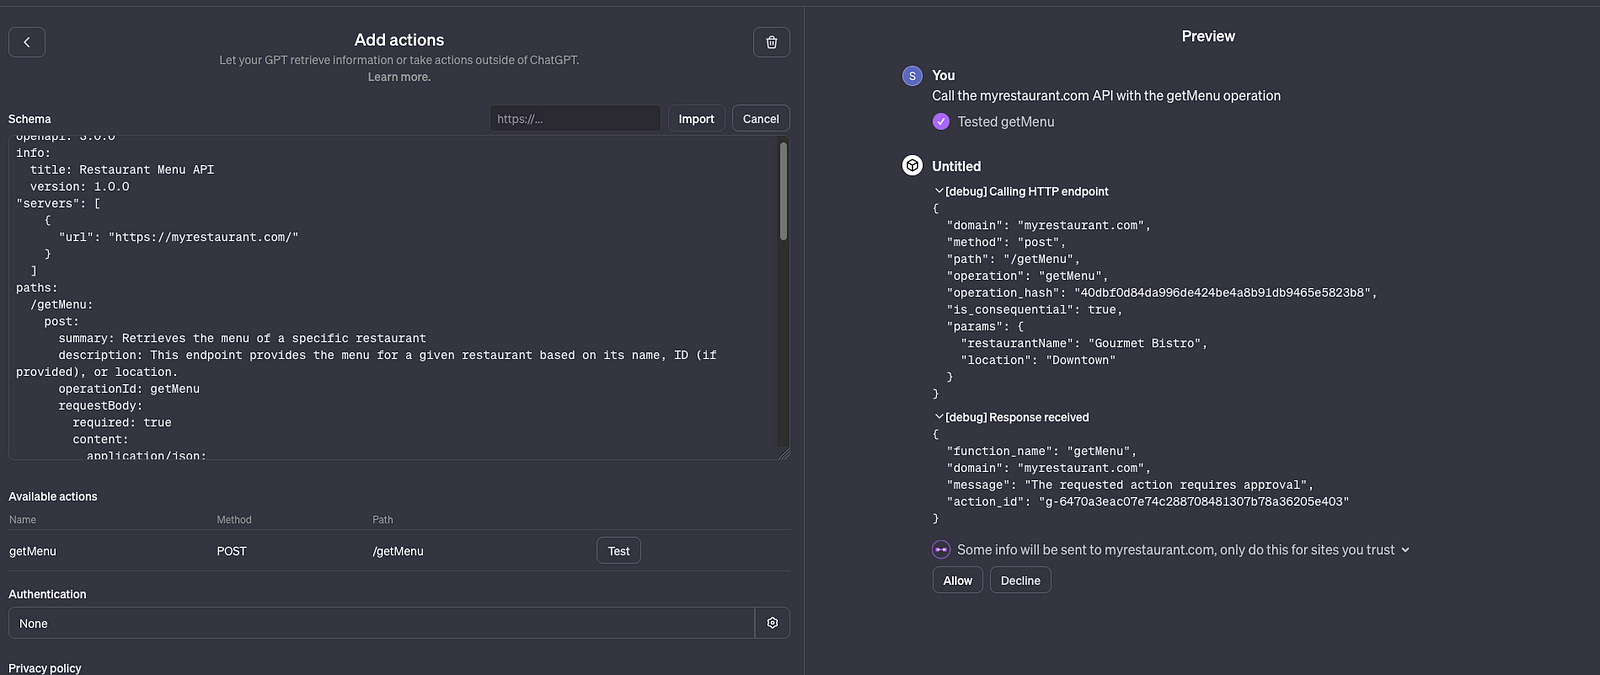 Add actions
Let your GPT retrieve information or take actions outside of ChatGPT.
Learn more.
Schema
https://...
Import
Cancel
openapi: 3.0.0
info:
  title: Restaurant Menu API
  version: 1.0.0
"servers": [
    {
      "url": "https://myrestaurant.com/"
    }
  ]
paths:
  /getMenu:
    post:
      summary: Retrieves the menu of a specific restaurant
      description: This endpoint provides the menu for a given restaurant based on its name, ID (if
provided), or location.
      operationId: getMenu
      requestBody:
        required: true
        content:
          application/json:
Available actions
Name Method Path
getMenu POST /getMenu Test
Authentication
None
Privacy policy
Preview
S
You
Call the myrestaurant.com API with the getMenu operation
Tested getMenu
Untitled
[debug] Calling HTTP endpoint
{
  "domain": "myrestaurant.com",
  "method": "post",
  "path": "/getMenu",
  "operation": "getMenu",
  "operation_hash": "40dbf0d84da996de424be4a8b91db9465e5823b8",
  "is_consequential": true,
  "params": {
    "restaurantName": "Gourmet Bistro",
    "location": "Downtown"
  }
}
[debug] Response received
{
  "function_name": "getMenu",
  "domain": "myrestaurant.com",
  "message": "The requested action requires approval",
  "action_id": "g-6470a3eac07e74c288708481307b78a36205e403"
}
Some info will be sent to myrestaurant.com, only do this for sites you trust
Allow
Decline